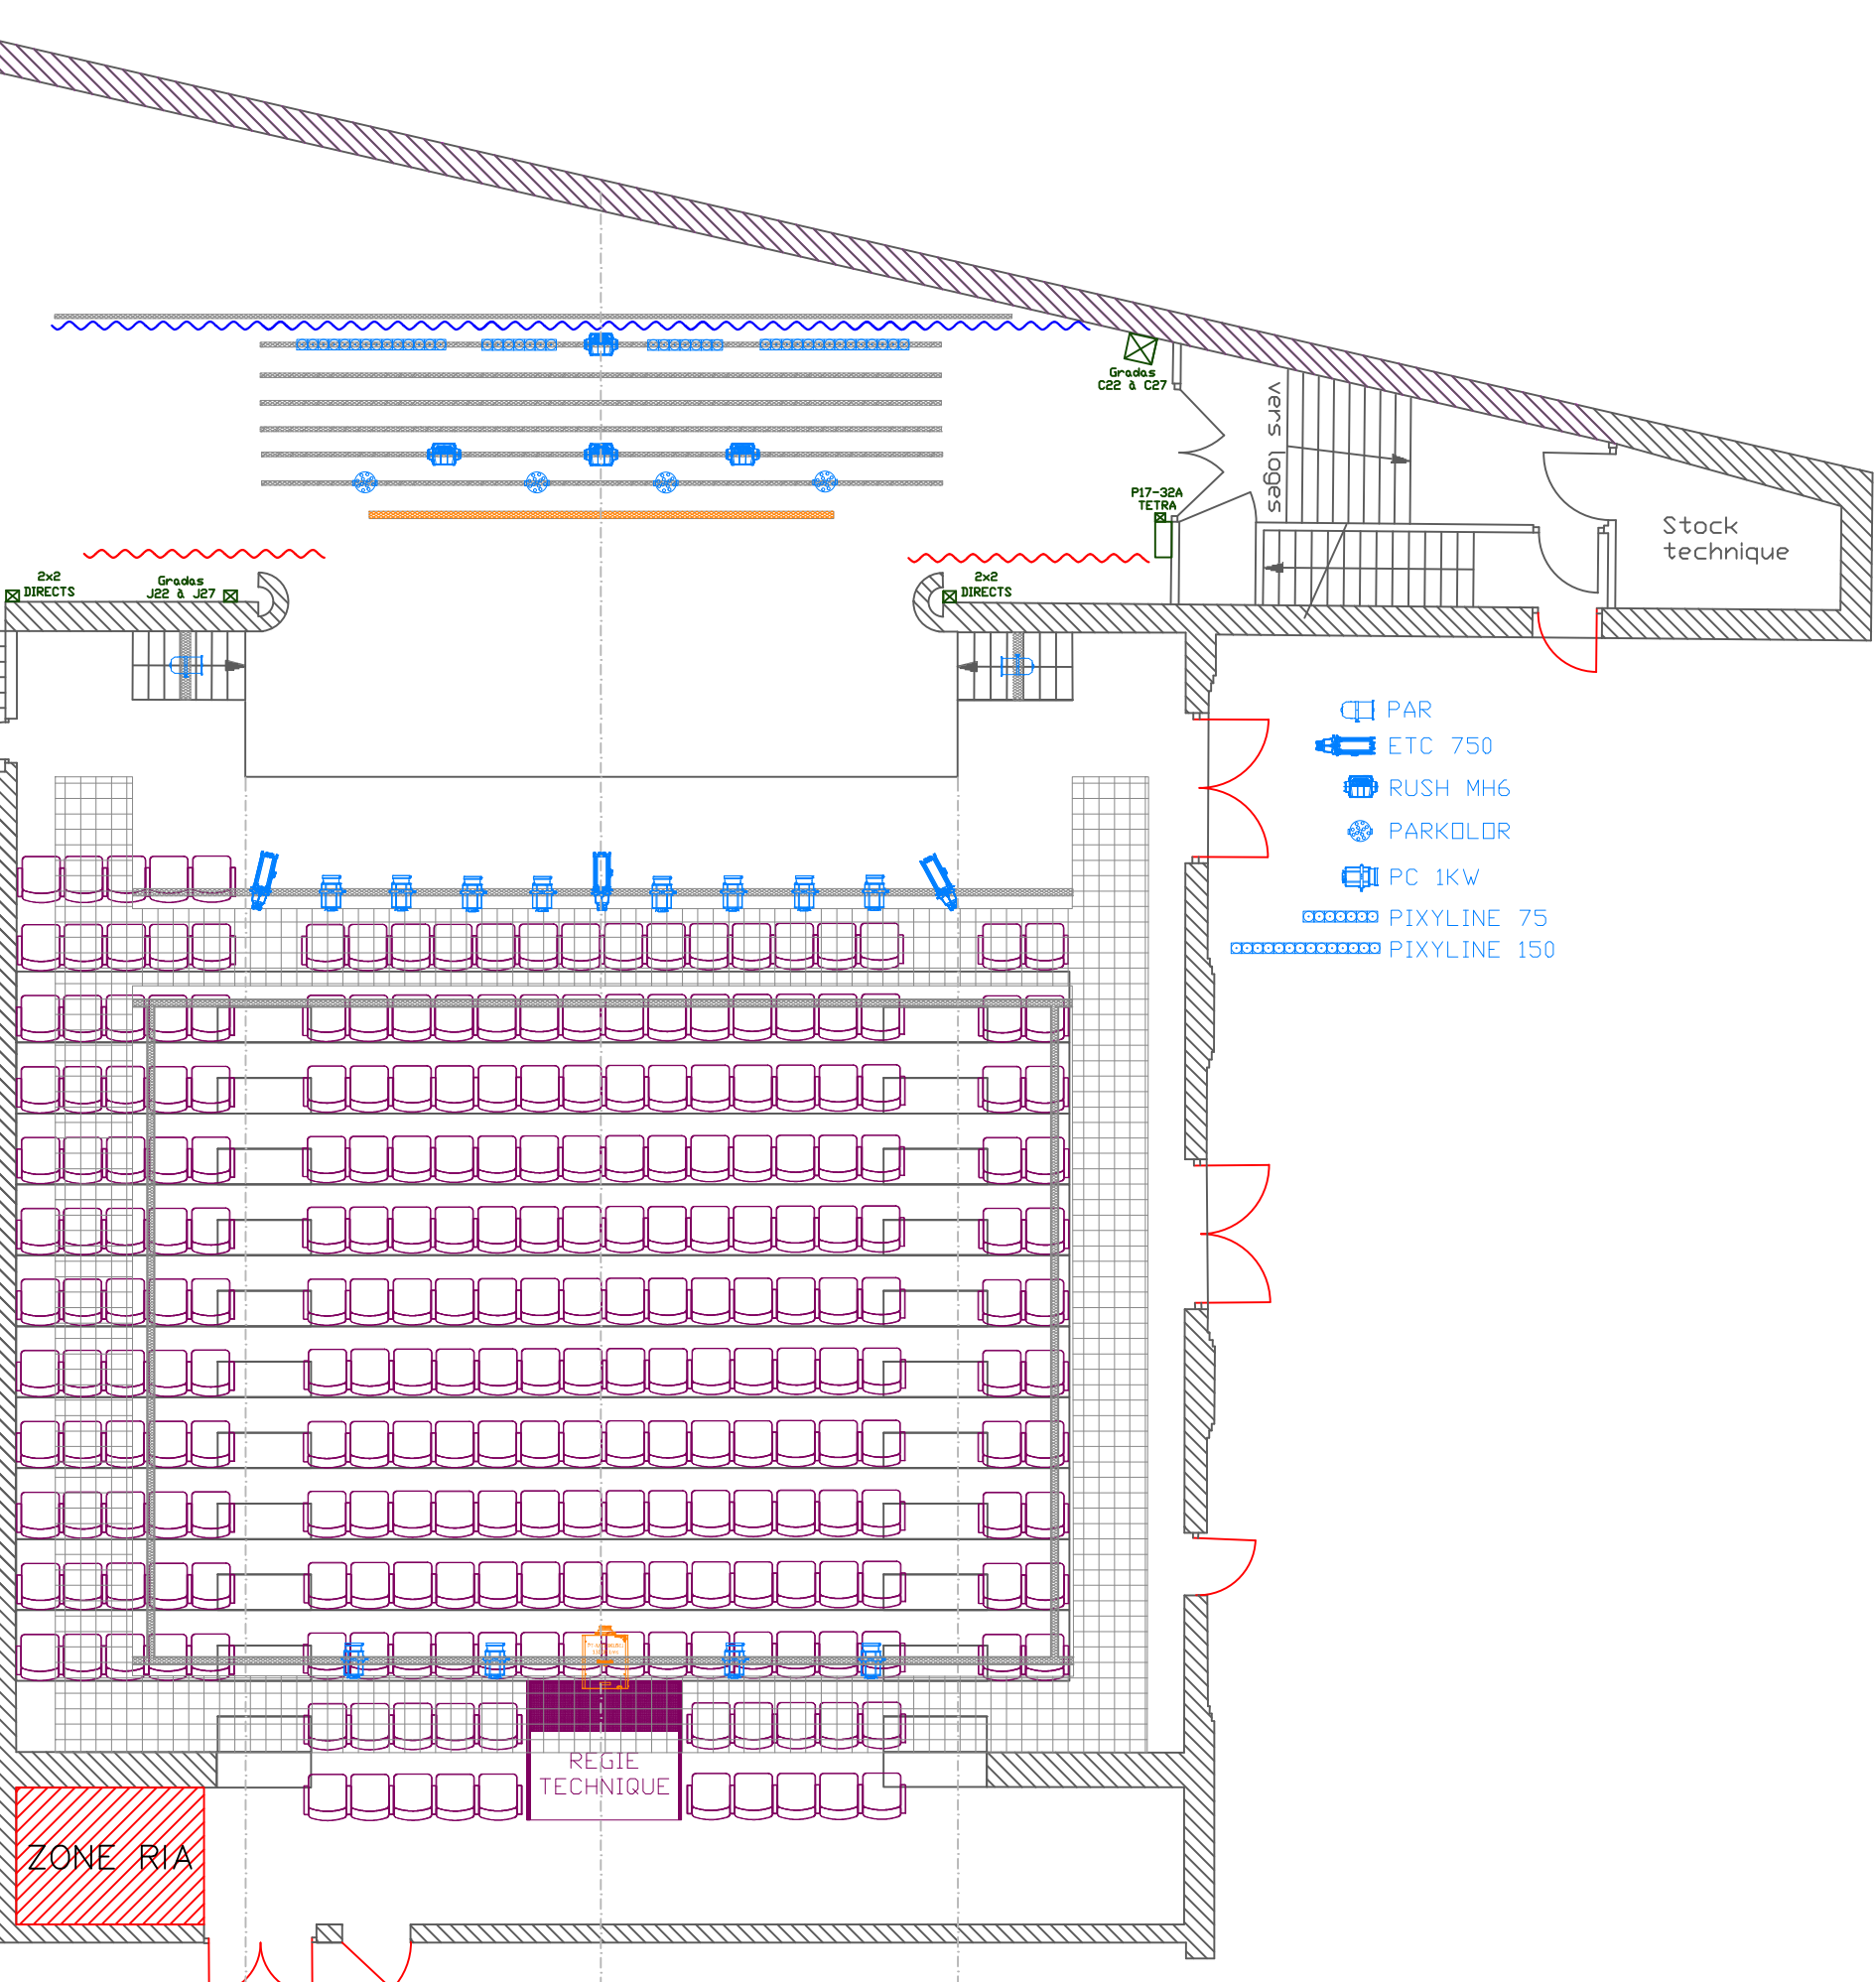 Gradas
C22 à C27
vers loges
P17-32A
TETRA
Stock
technique
2x2
DIRECTS
Gradas
J22 à J27
2x2
DIRECTS
PAR
ETC 750
RUSH MH6
PARKOLOR
PC 1KW
PIXYLINE 75
PIXYLINE 150
REGIE
TECHNIQUE
ZONE RIA